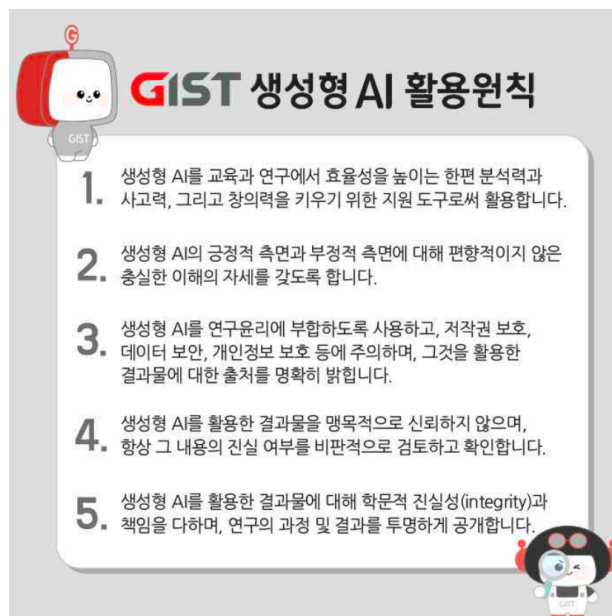 G
GIST
GIST 생성형 AI 활용원칙
1. 생성형 AI를 교육과 연구에서 효율성을 높이는 한편 분석력과
사고력, 그리고 창의력을 키우기 위한 지원 도구로써 활용합니다.
2. 생성형 AI의 긍정적 측면과 부정적 측면에 대해 편향적이지 않은
충실한 이해의 자세를 갖도록 합니다.
3. 생성형 AI를 연구윤리에 부합하도록 사용하고, 저작권 보호,
데이터 보안, 개인정보 보호 등에 주의하며, 그것을 활용한
결과물에 대한 출처를 명확히 밝힙니다.
4. 생성형 AI를 활용한 결과물을 맹목적으로 신뢰하지 않으며,
항상 그 내용의 진실 여부를 비판적으로 검토하고 확인합니다.
5. 생성형 AI를 활용한 결과물에 대해 학문적 진실성(integrity)과
책임을 다하며, 연구의 과정 및 결과를 투명하게 공개합니다.
GIST